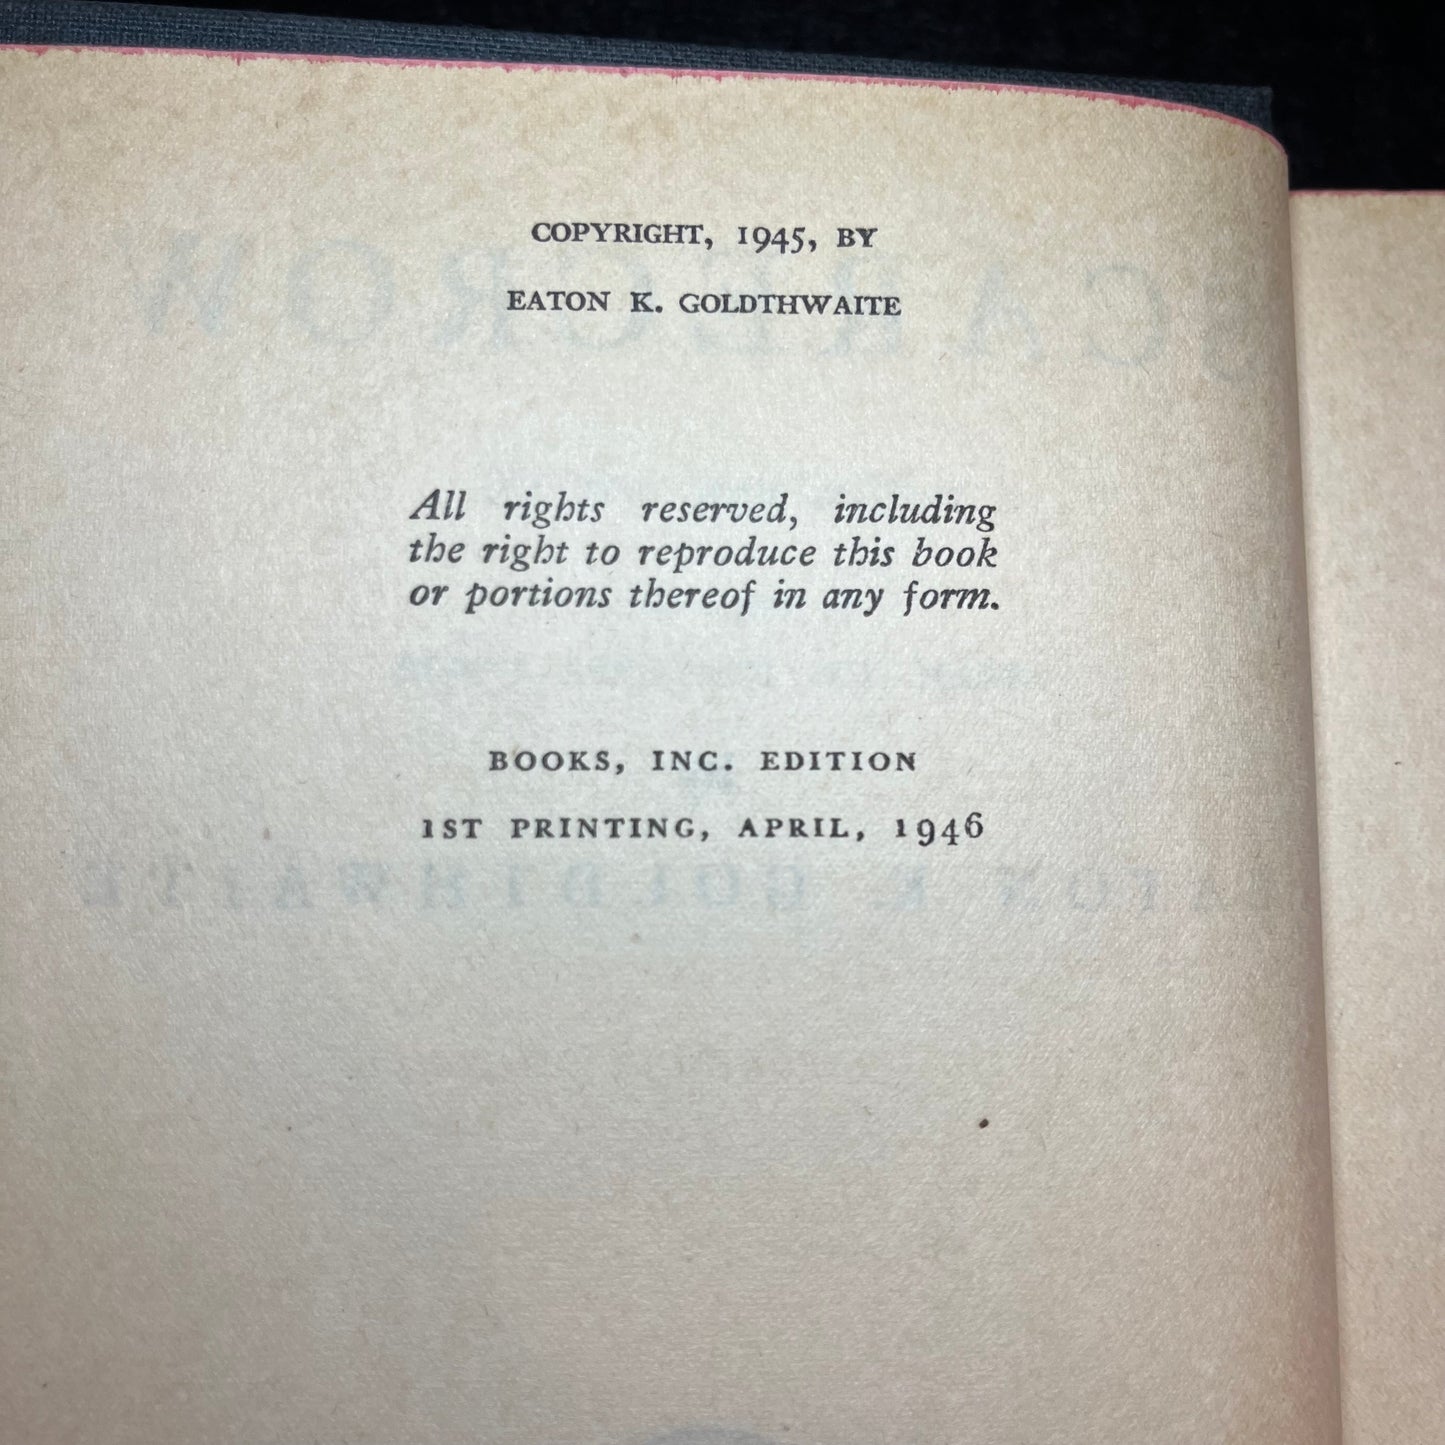 COPYRIGHT, 1945, BY
EATON K. GOLDTHWAITE
All rights reserved, including
the right to reproduce this book
or portions thereof in any form.
BOOKS, INC. EDITION
1ST PRINTING, APRIL, 1946